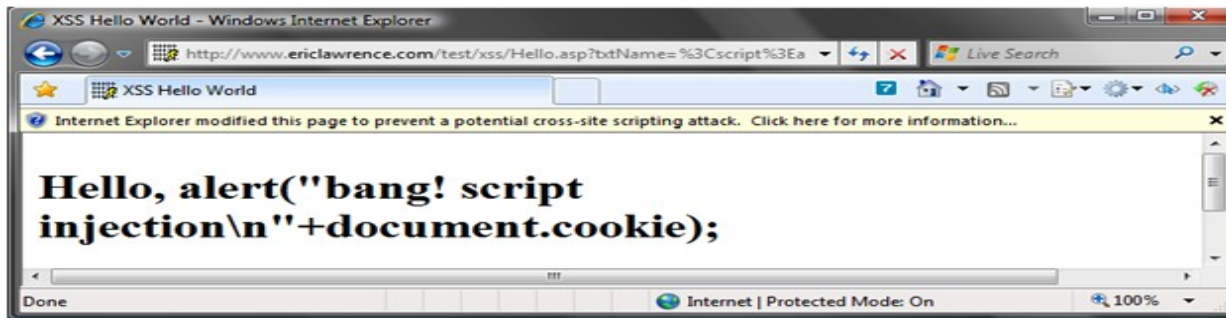 XSS Hello World - Windows Internet Explorer
http://www.ericlawrence.com/test/xss/Hello.asp?txtName=%3Cscript%3Ea
Live Search
XSS Hello World
Internet Explorer modified this page to prevent a potential cross-site scripting attack. Click here for more information...
Hello, alert("bang! script
injection\n"+document.cookie);
Done
Internet | Protected Mode: On
100%